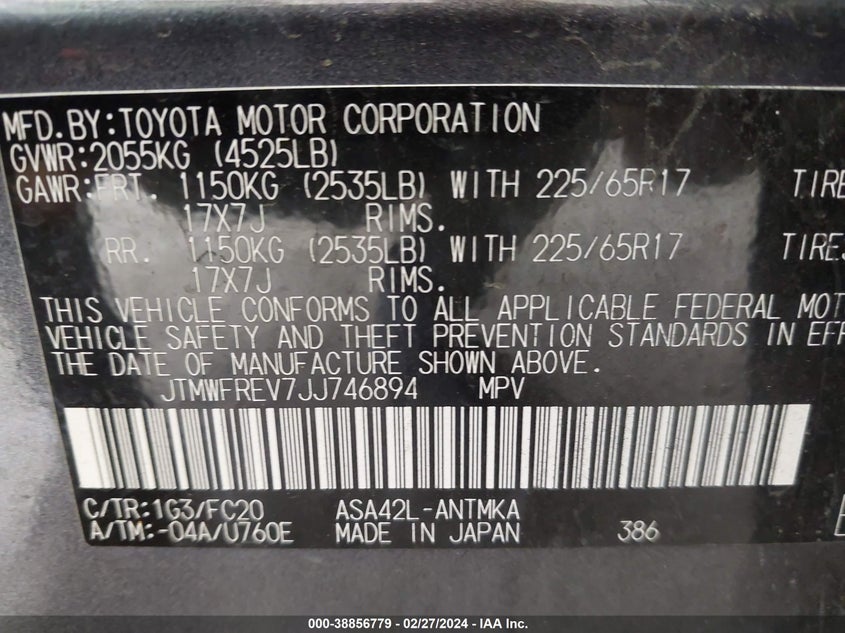 MFD.BY:TOYOTA MOTOR CORPORATION
GVWR:2055KG (4525LB)
GAWR:FRT. 1150KG (2535LB) WITH 225/65R17 TIRE
17X7J RIMS.
RR. 1150KG (2535LB) WITH 225/65R17 TIRES
17X7J RIMS.
THIS VEHICLE CONFORMS TO ALL APPLICABLE FEDERAL MOT
VEHICLE SAFETY AND THEFT PREVENTION STANDARDS IN EFF
THE DATE OF MANUFACTURE SHOWN ABOVE.
JTMWFREV7JJ746894 MPV
C/TR:1G3/FC20 ASA42L-ANTMKA
A/TM:-04A/U760E MADE IN JAPAN 386
000-38856779 - 02/27/2024 - IAA Inc.